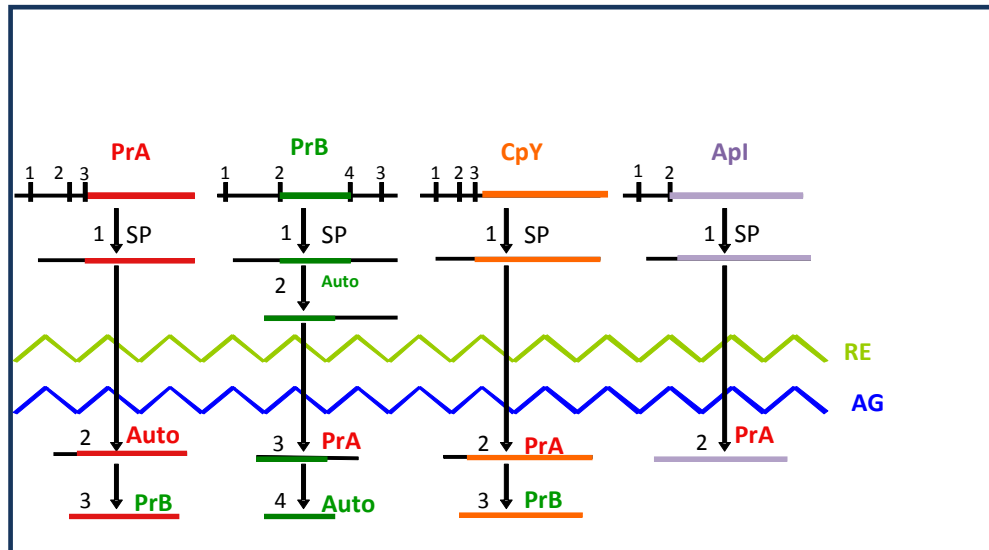 PrA PrB CpY ApI
1 2 3 1 2 4 3 1 2 3 1 2
1 SP 1 SP 1 SP 1 SP
2 Auto
RE
AG
2 Auto 3 PrA 2 PrA 2 PrA
3 PrB 4 Auto 3 PrB